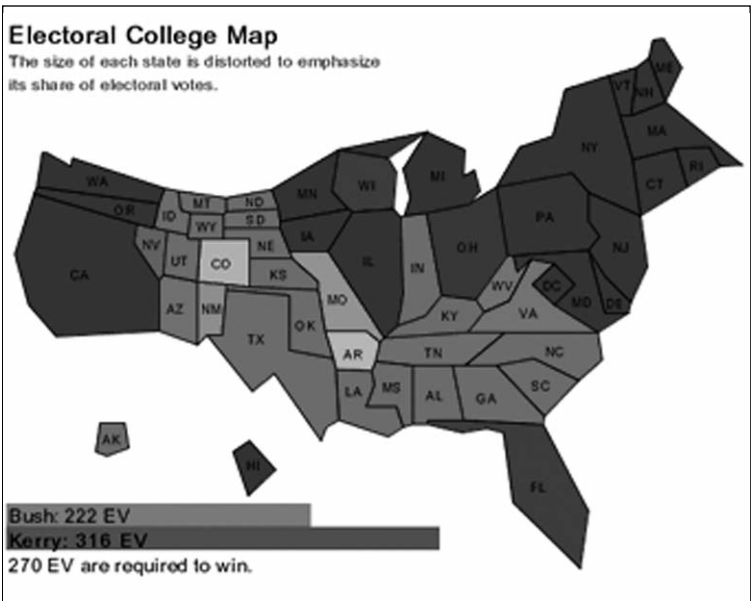 Electoral College Map
The size of each state is distorted to emphasize
its share of electoral votes.
ME
VT
NH
NY
MA
WA
MI
RI
WI
CT
MN
MT
ND
OR
ID
SD
PA
WY
IA
NV
NE
OH
NJ
UT
CO
IL
IN
CA
KS
WV
DC
MO
MD
DE
AZ
NM
KY
VA
OK
TX
AR
TN
NC
LA
MS
SC
AL
GA
AK
HI
FL
Bush: 222 EV
Kerry: 316 EV
270 EV are required to win.